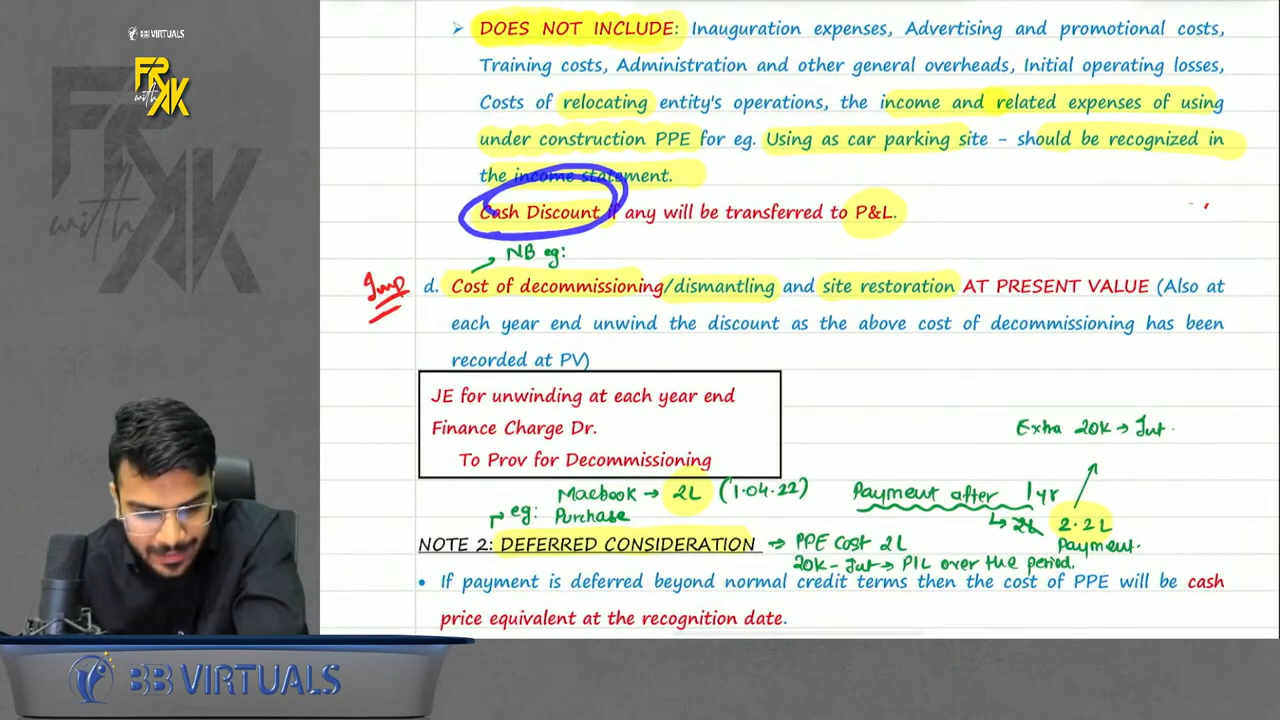 BB VIRTUALS
FR
with
AK
FR
with
AK
➢ DOES NOT INCLUDE: Inauguration expenses, Advertising and promotional costs,
Training costs, Administration and other general overheads, Initial operating losses,
Costs of relocating entity's operations, the income and related expenses of using
under construction PPE for eg. Using as car parking site – should be recognized in
the income statement.
Cash Discount if any will be transferred to P&L.
NB eg:
Imp
d. Cost of decommissioning/dismantling and site restoration AT PRESENT VALUE (Also at
each year end unwind the discount as the above cost of decommissioning has been
recorded at PV)
JE for unwinding at each year end
Finance Charge Dr.
To Prov for Decommissioning
Extra 20K → Int.
eg: Macbook → 2L (1.04.22) Payment after 1yr
Purchase ↳ 2L 2.2L
Payment.
NOTE 2: DEFERRED CONSIDERATION → PPE Cost 2L
20K - Int → P/L over the period.
• If payment is deferred beyond normal credit terms then the cost of PPE will be cash
price equivalent at the recognition date.
BB VIRTUALS